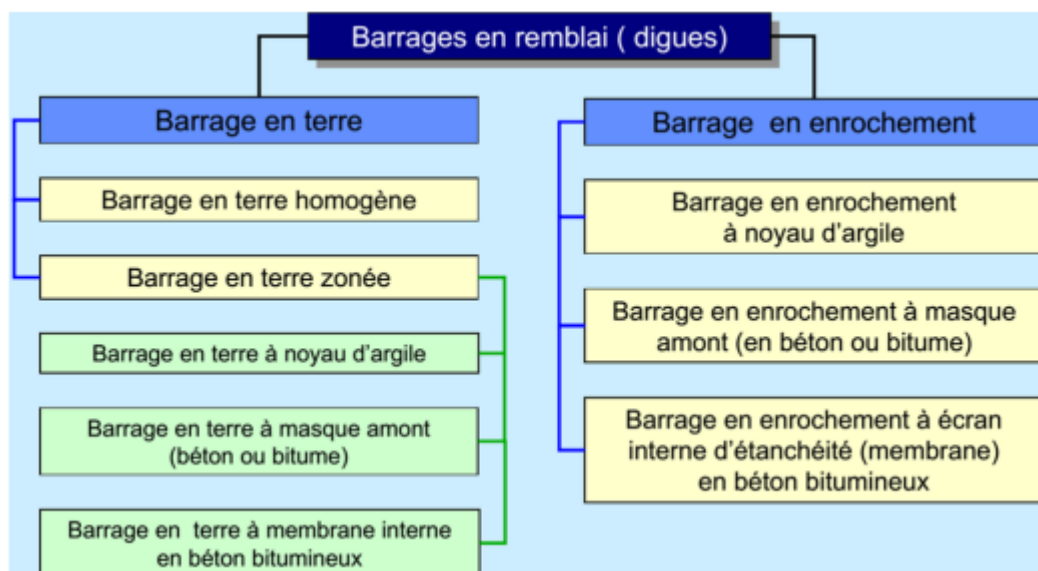 Barrages en remblai ( digues)
Barrage en terre
Barrage en terre homogène
Barrage en terre zonée
Barrage en terre à noyau d'argile
Barrage en terre à masque amont
(béton ou bitume)
Barrage en terre à membrane interne
en béton bitumineux
Barrage en enrochement
Barrage en enrochement
à noyau d'argile
Barrage en enrochement à masque
amont (en béton ou bitume)
Barrage en enrochement à écran
interne d'étanchéité (membrane)
en béton bitumineux